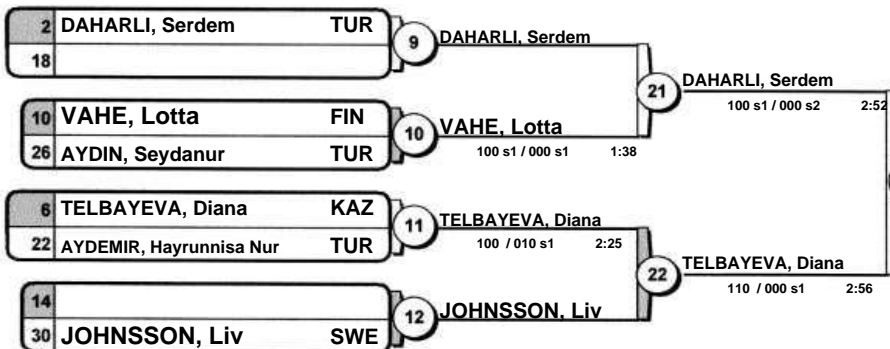 2 DAHARLI, Serdem TUR
18
9 DAHARLI, Serdem
10 VAHE, Lotta FIN
26 AYDIN, Seydanur TUR
10 VAHE, Lotta
100 s1 / 000 s1 1:38
21 DAHARLI, Serdem
100 s1 / 000 s2 2:52
6 TELBAYEVA, Diana KAZ
22 AYDEMIR, Hayrunnisa Nur TUR
11 TELBAYEVA, Diana
100 / 010 s1 2:25
14
30 JOHNSSON, Liv SWE
12 JOHNSSON, Liv
22 TELBAYEVA, Diana
110 / 000 s1 2:56